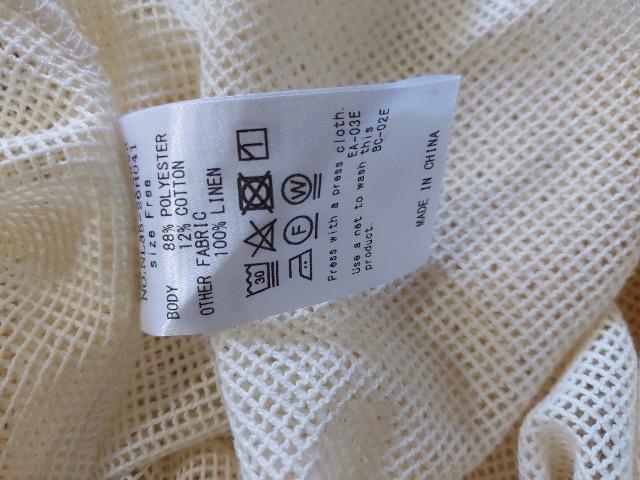 size Free
BODY
88% POLYESTER
12% COTTON
OTHER FABRIC
100% LINEN
30
F W
Press with a press cloth.
EA-03E
Use a net to wash this
product.
BC-02E
MADE IN CHINA